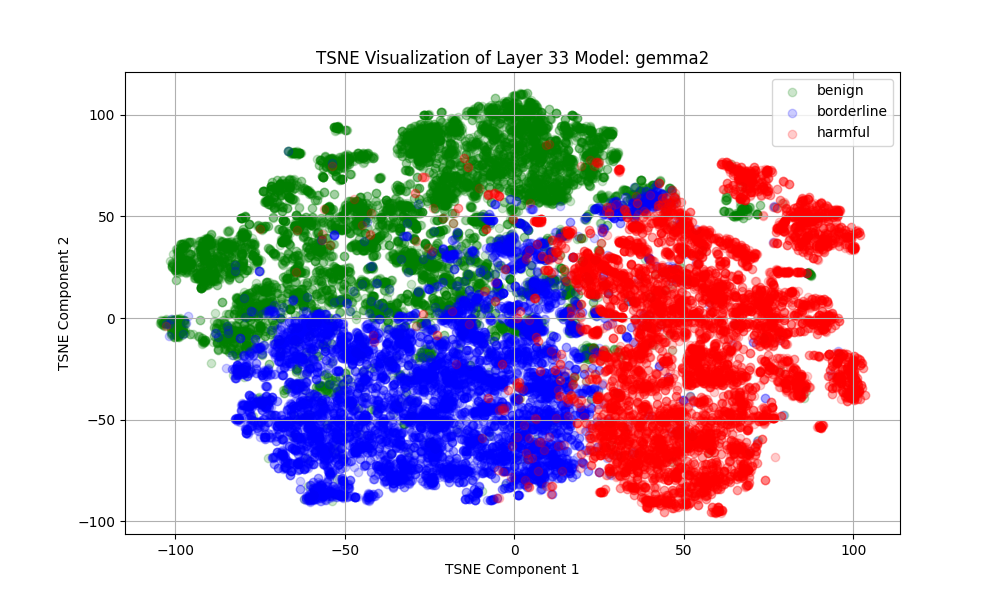 TSNE Visualization of Layer 33 Model: gemma2
benign
borderline
harmful
TSNE Component 2
100
50
0
−50
−100
−100
−50
0
50
100
TSNE Component 1